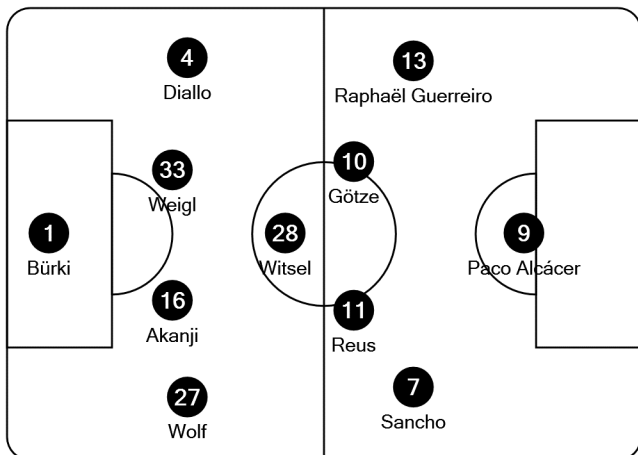 4
Diallo
13
Raphaël Guerreiro
33
Weigl
10
Götze
1
Bürki
28
Witsel
9
Paco Alcácer
16
Akanji
11
Reus
27
Wolf
7
Sancho